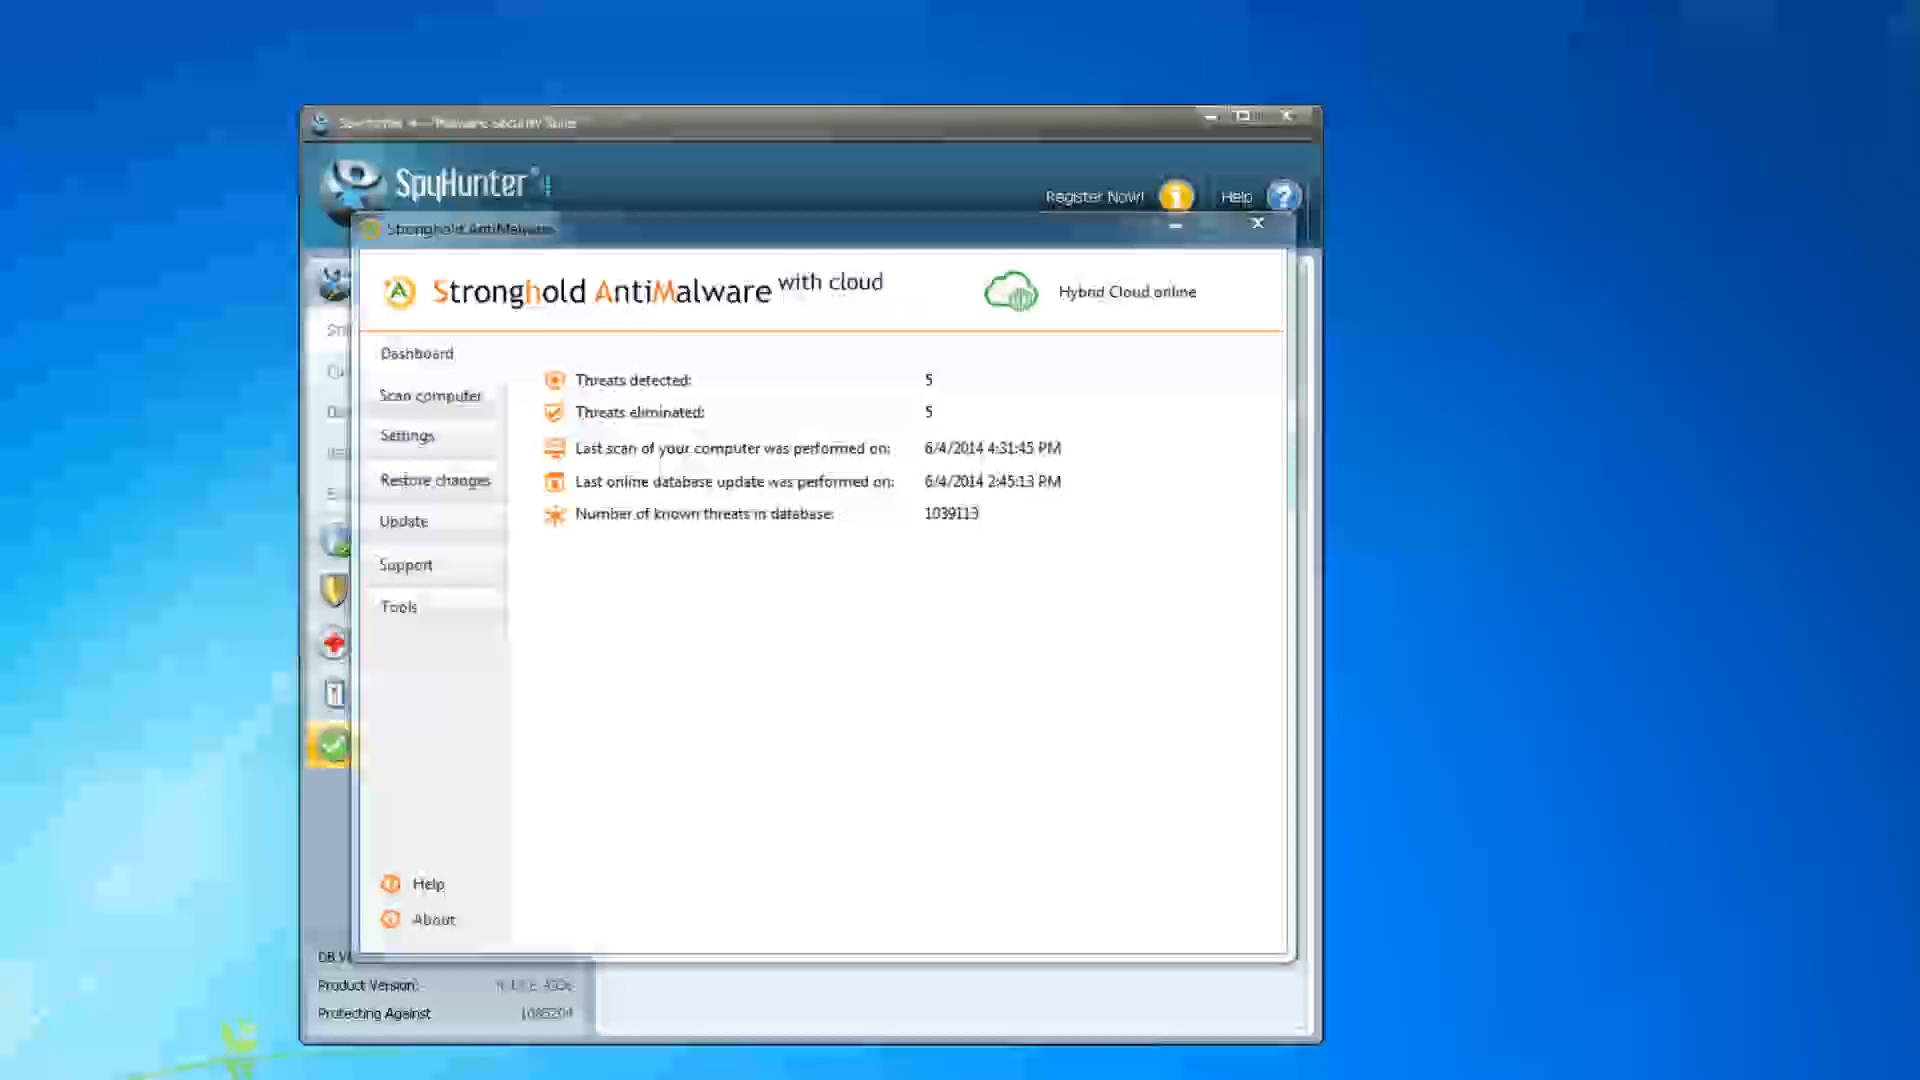 SpyHunter 4
Register Now!
Help
Stronghold AntiMalware
Stronghold AntiMalware with cloud
Hybrid Cloud online
Dashboard
Threats detected: 5
Scan computer
Threats eliminated: 5
Settings
Last scan of your computer was performed on: 6/4/2014 4:31:45 PM
Restore changes
Last online database update was performed on: 6/4/2014 2:45:13 PM
Update
Number of known threats in database: 1039113
Support
Tools
Help
About
Product Version:
Protecting Against